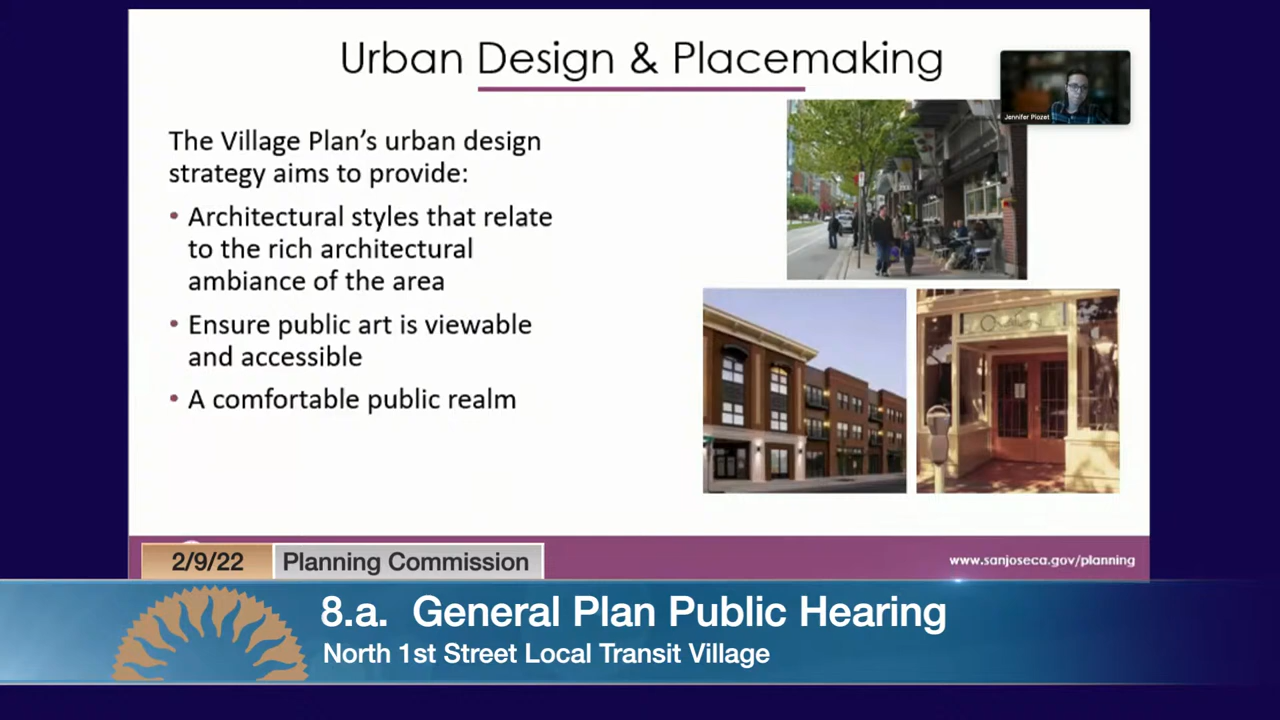 Urban Design & Placemaking
Jennifer Piozet
The Village Plan's urban design
strategy aims to provide:
• Architectural styles that relate
to the rich architectural
ambiance of the area
• Ensure public art is viewable
and accessible
• A comfortable public realm
www.sanjoseca.gov/planning
2/9/22 Planning Commission
8.a. General Plan Public Hearing
North 1st Street Local Transit Village